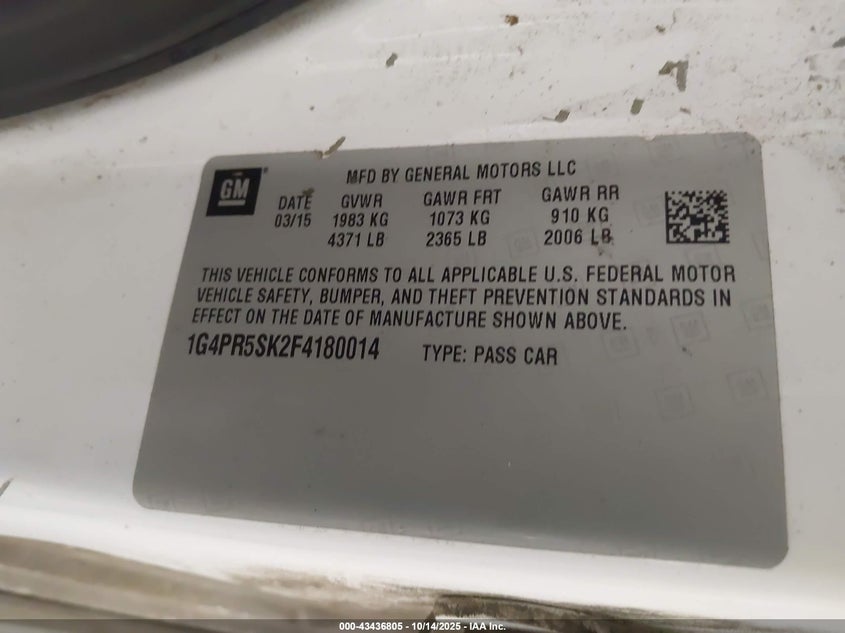 GM
MFD BY GENERAL MOTORS LLC
DATE GVWR GAWR FRT GAWR RR
03/15 1983 KG 1073 KG 910 KG
4371 LB 2365 LB 2006 LB
THIS VEHICLE CONFORMS TO ALL APPLICABLE U.S. FEDERAL MOTOR
VEHICLE SAFETY, BUMPER, AND THEFT PREVENTION STANDARDS IN
EFFECT ON THE DATE OF MANUFACTURE SHOWN ABOVE.
1G4PR5SK2F4180014 TYPE: PASS CAR
000-43436805 - 10/14/2025 - IAA Inc.